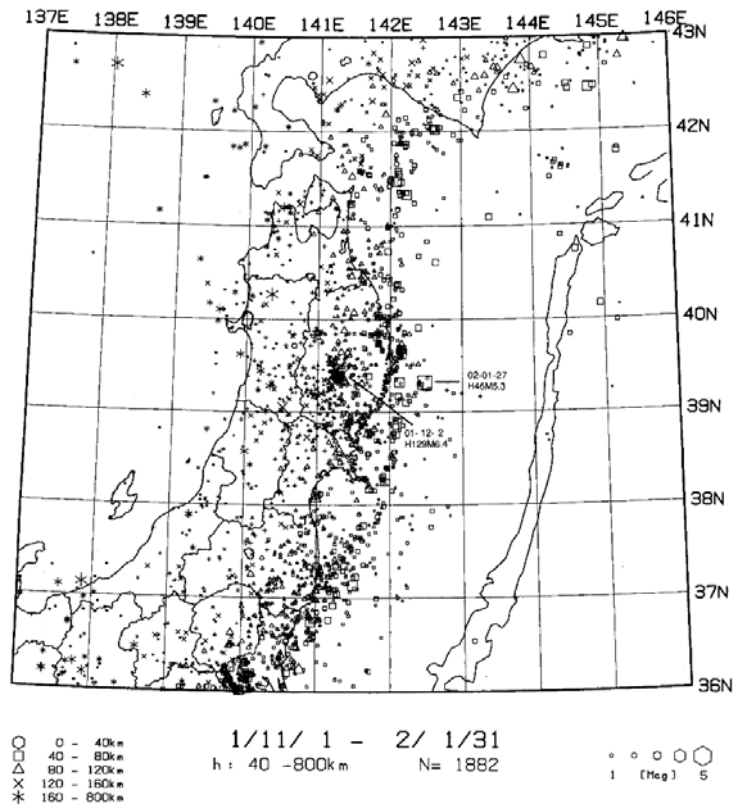 137E 138E 139E 140E 141E 142E 143E 144E 145E 146E
43N
42N
41N
40N
02-01-27
H46M5.3
39N
01-12-2
H129M6.4
38N
37N
36N
0 - 40km
40 - 80km
80 - 120km
120 - 160km
160 - 800km
1/11/ 1 - 2/ 1/31
h: 40 -800km N= 1882
1 [Mag] 5